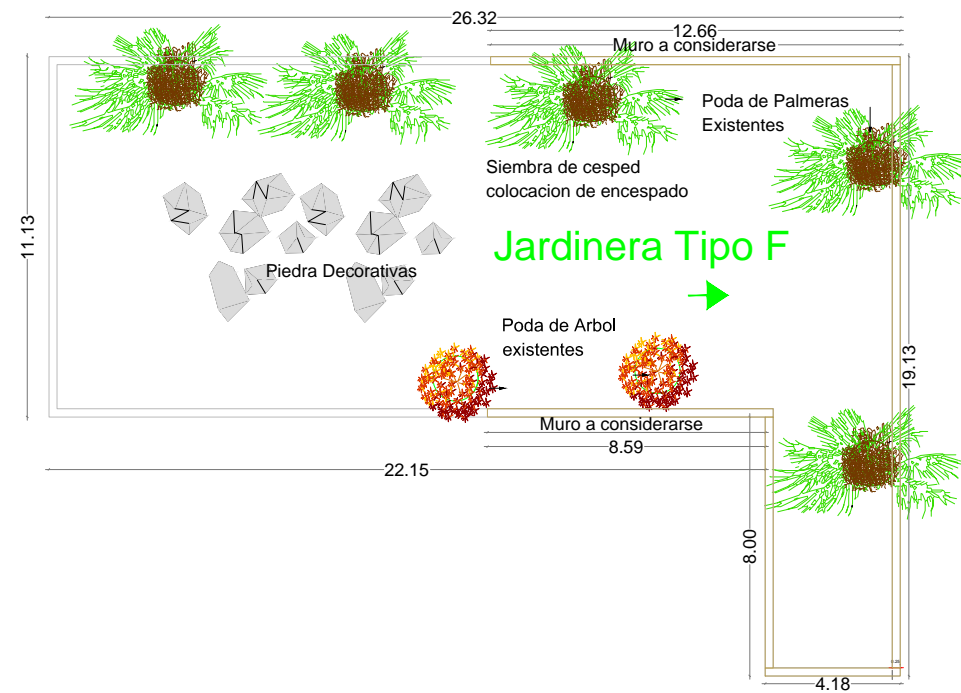 26.32
12.66
Muro a considerarse
Poda de Palmeras
Existentes
Siembra de cesped
colocacion de encespado
11.13
Jardinera Tipo F
Piedra Decorativas
Poda de Arbol
existentes
19.13
Muro a considerarse
8.59
22.15
8.00
4.18